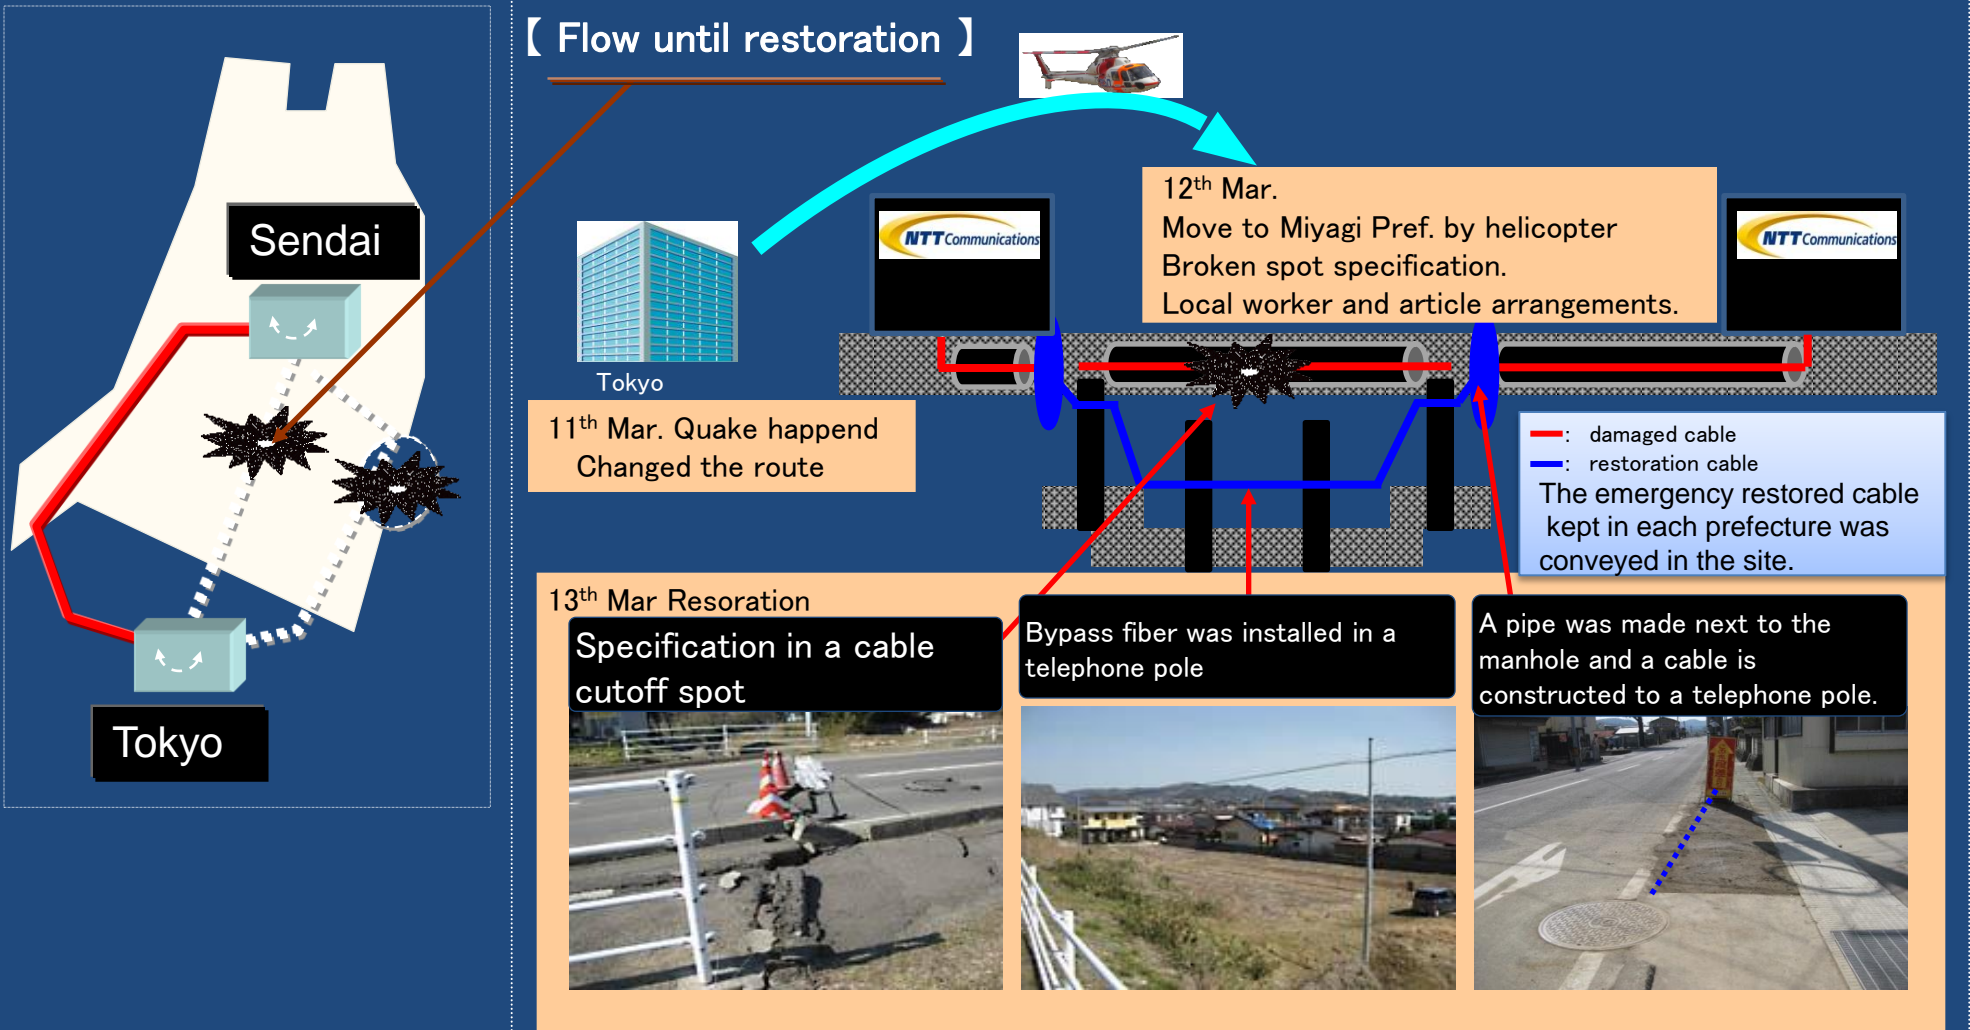 【 Flow until restoration 】
Sendai
Tokyo
Tokyo
11th Mar. Quake happend
Changed the route
NTT Communications
12th Mar.
Move to Miyagi Pref. by helicopter
Broken spot specification.
Local worker and article arrangements.
NTT Communications
: damaged cable
: restoration cable
The emergency restored cable
kept in each prefecture was
conveyed in the site.
13th Mar Resoration
Specification in a cable
cutoff spot
Bypass fiber was installed in a
telephone pole
A pipe was made next to the
manhole and a cable is
constructed to a telephone pole.